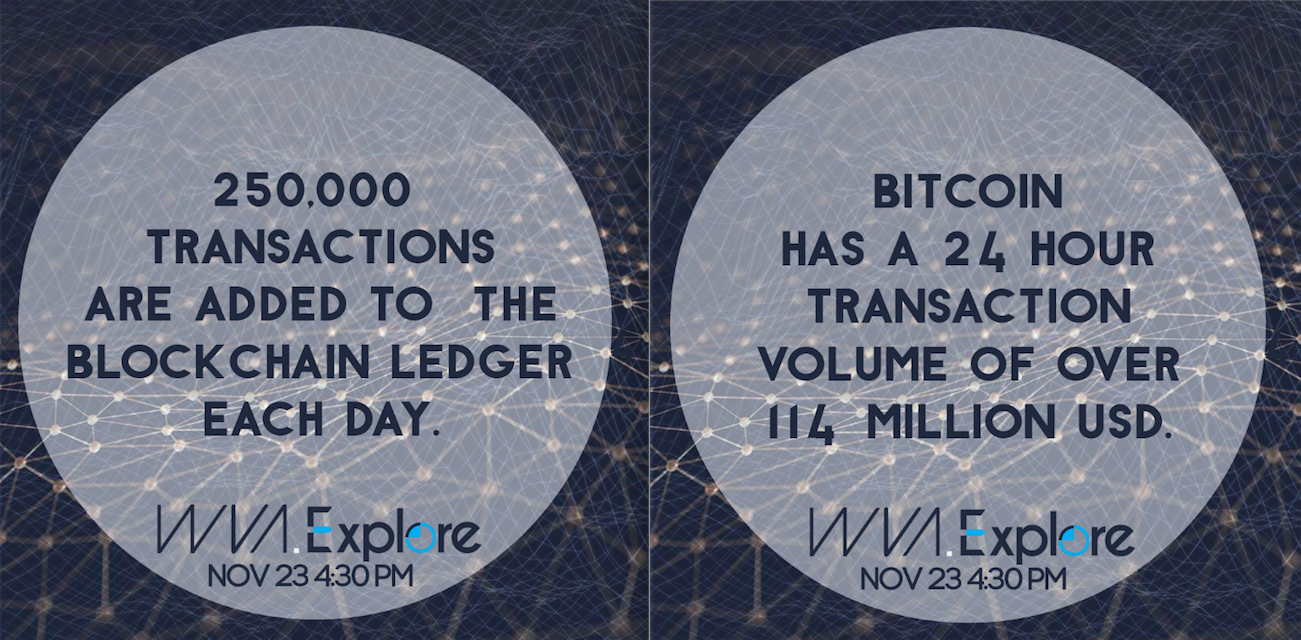 250,000
TRANSACTIONS
ARE ADDED TO THE
BLOCKCHAIN LEDGER
EACH DAY.
WVA.Explore
NOV 23 4:30 PM
BITCOIN
HAS A 24 HOUR
TRANSACTION
VOLUME OF OVER
114 MILLION USD.
WVA.Explore
NOV 23 4:30 PM